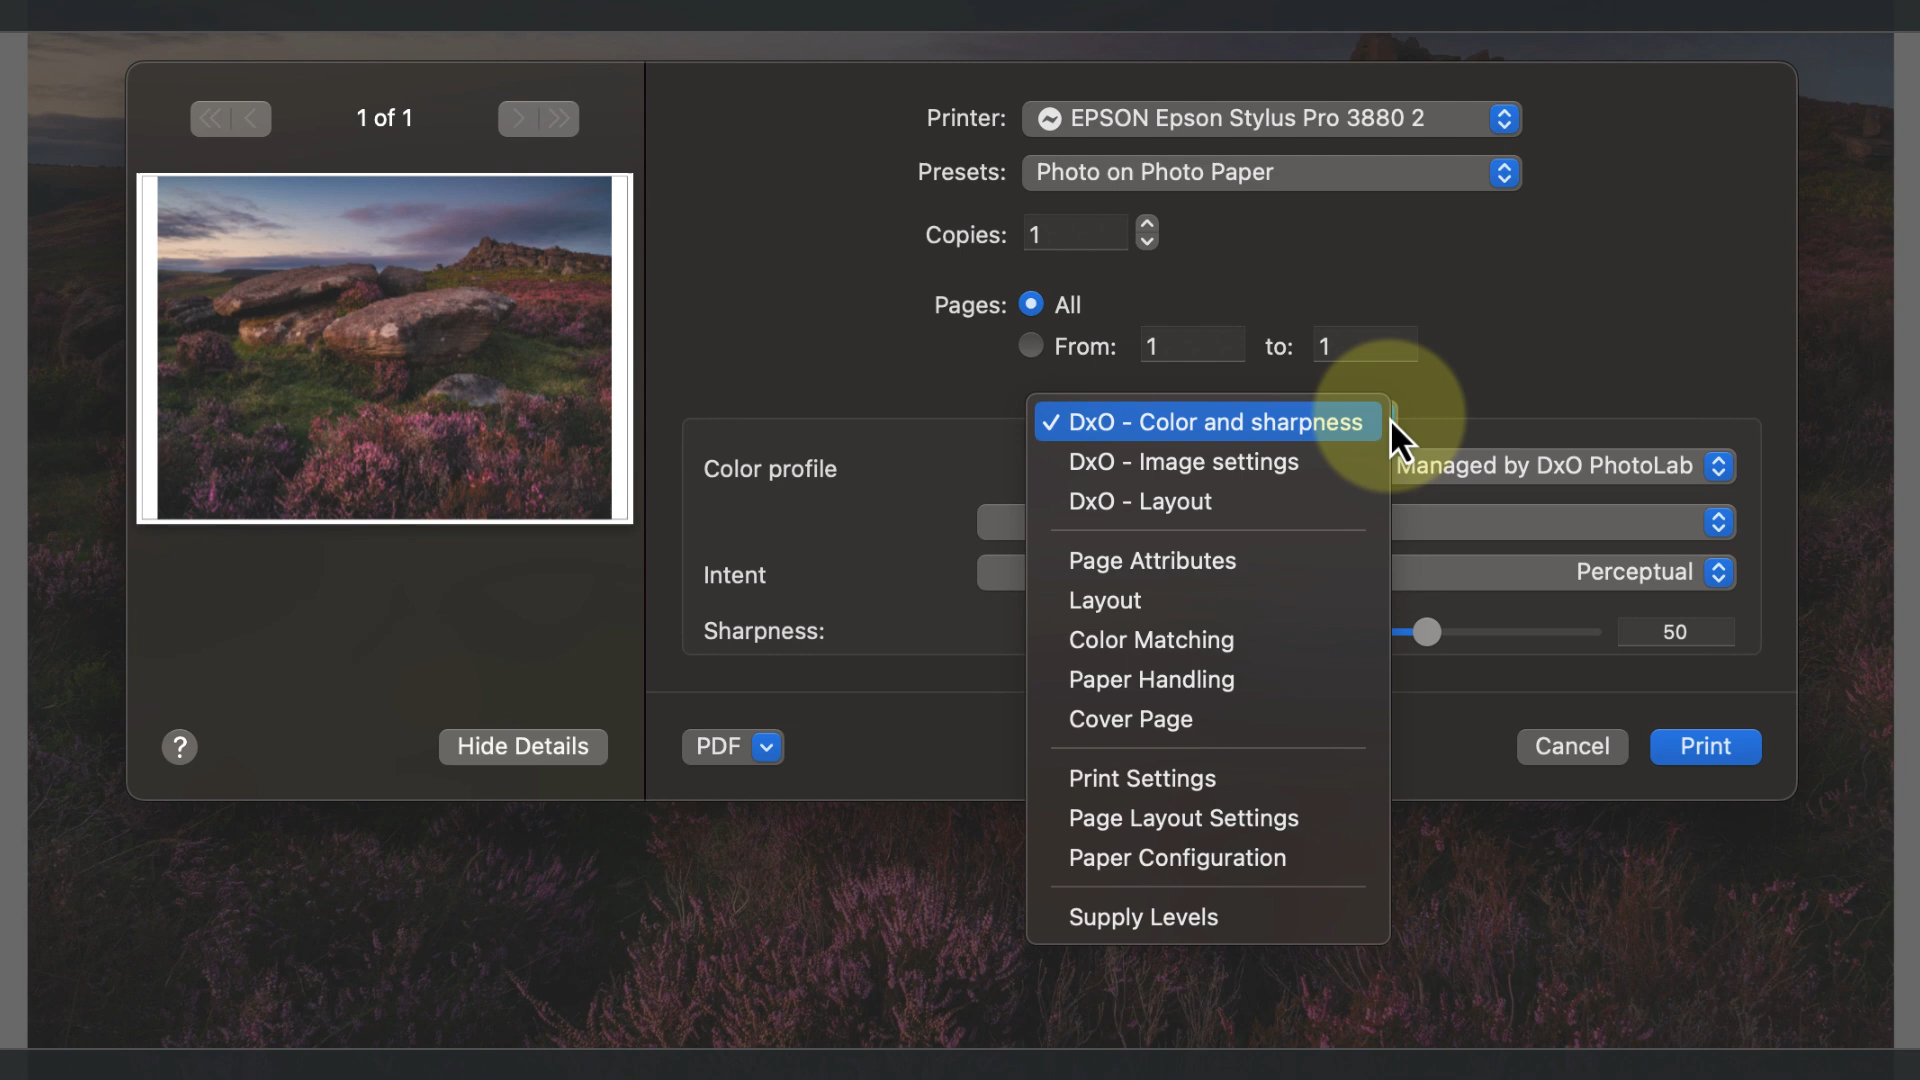 1 of 1
Printer: EPSON Epson Stylus Pro 3880 2
Presets: Photo on Photo Paper
Copies: 1
Pages: All
From: 1 to: 1
✓ DxO - Color and sharpness
DxO - Image settings
DxO - Layout
Page Attributes
Layout
Color Matching
Paper Handling
Cover Page
Print Settings
Page Layout Settings
Paper Configuration
Supply Levels
Color profile Managed by DxO PhotoLab
Intent Perceptual
Sharpness: 50
? Hide Details PDF Cancel Print